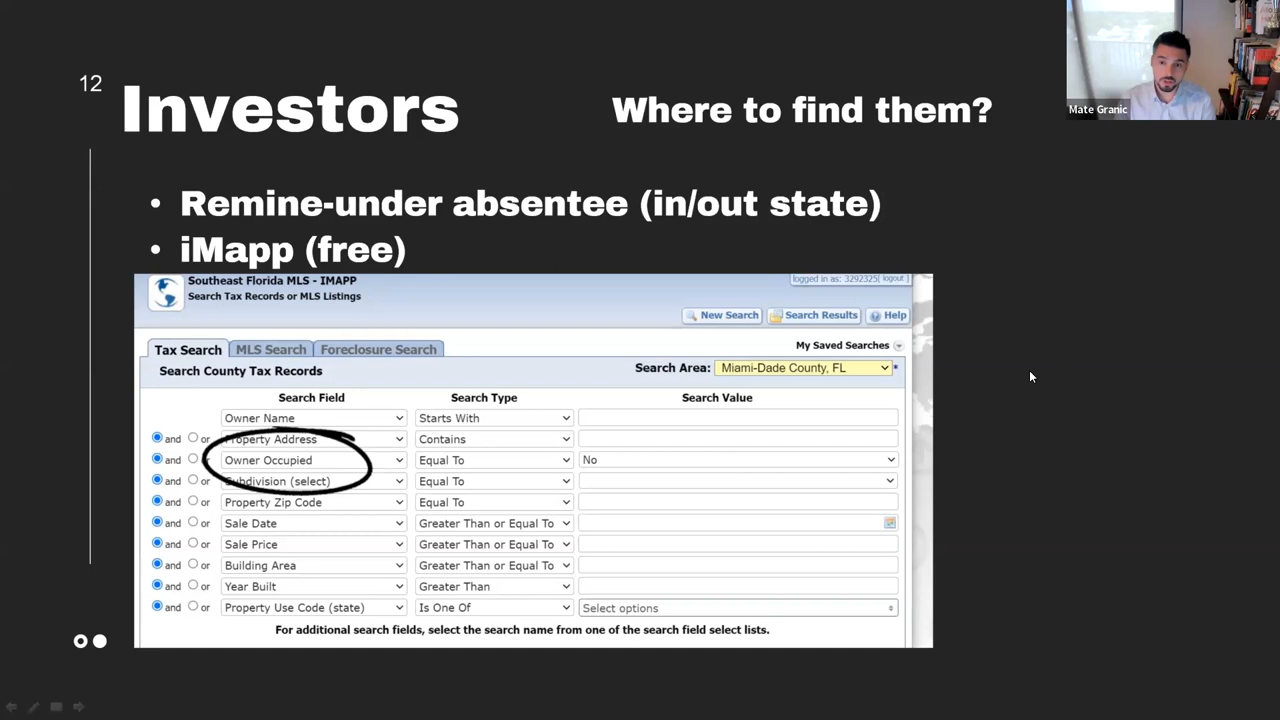 12
Investors
Where to find them?
Mate Granic
• Remine-under absentee (in/out state)
• iMapp (free)
Southeast Florida MLS - IMAPP
Search Tax Records or MLS Listings
logged in as: 3292325[ logout ]
New Search Search Results Help
My Saved Searches
Tax Search MLS Search Foreclosure Search
Search County Tax Records
Search Area: Miami-Dade County, FL *
Search Field Search Type Search Value
Owner Name Starts With
and or Property Address Contains
and or Owner Occupied Equal To No
and or Subdivision (select) Equal To
and or Property Zip Code Equal To
and or Sale Date Greater Than or Equal To
and or Sale Price Greater Than or Equal To
and or Building Area Greater Than or Equal To
and or Year Built Greater Than
and or Property Use Code (state) Is One Of Select options
For additional search fields, select the search name from one of the search field select lists.